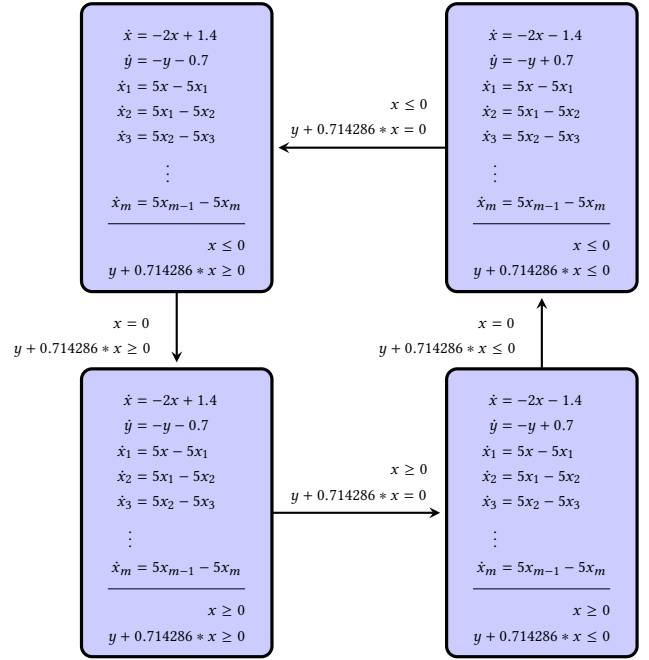 ẋ = −2x + 1.4
ẏ = −y − 0.7
ẋ₁ = 5x − 5x₁
ẋ₂ = 5x₁ − 5x₂
ẋ₃ = 5x₂ − 5x₃
⋮
ẋₘ = 5xₘ₋₁ − 5xₘ
x ≤ 0
y + 0.714286 ∗ x ≥ 0
x ≤ 0
y + 0.714286 ∗ x = 0
ẋ = −2x − 1.4
ẏ = −y + 0.7
ẋ₁ = 5x − 5x₁
ẋ₂ = 5x₁ − 5x₂
ẋ₃ = 5x₂ − 5x₃
⋮
ẋₘ = 5xₘ₋₁ − 5xₘ
x ≤ 0
y + 0.714286 ∗ x ≤ 0
x = 0
y + 0.714286 ∗ x ≥ 0
x = 0
y + 0.714286 ∗ x ≤ 0
ẋ = −2x + 1.4
ẏ = −y − 0.7
ẋ₁ = 5x − 5x₁
ẋ₂ = 5x₁ − 5x₂
ẋ₃ = 5x₂ − 5x₃
⋮
ẋₘ = 5xₘ₋₁ − 5xₘ
x ≥ 0
y + 0.714286 ∗ x ≥ 0
x ≥ 0
y + 0.714286 ∗ x = 0
ẋ = −2x − 1.4
ẏ = −y + 0.7
ẋ₁ = 5x − 5x₁
ẋ₂ = 5x₁ − 5x₂
ẋ₃ = 5x₂ − 5x₃
⋮
ẋₘ = 5xₘ₋₁ − 5xₘ
x ≥ 0
y + 0.714286 ∗ x ≤ 0